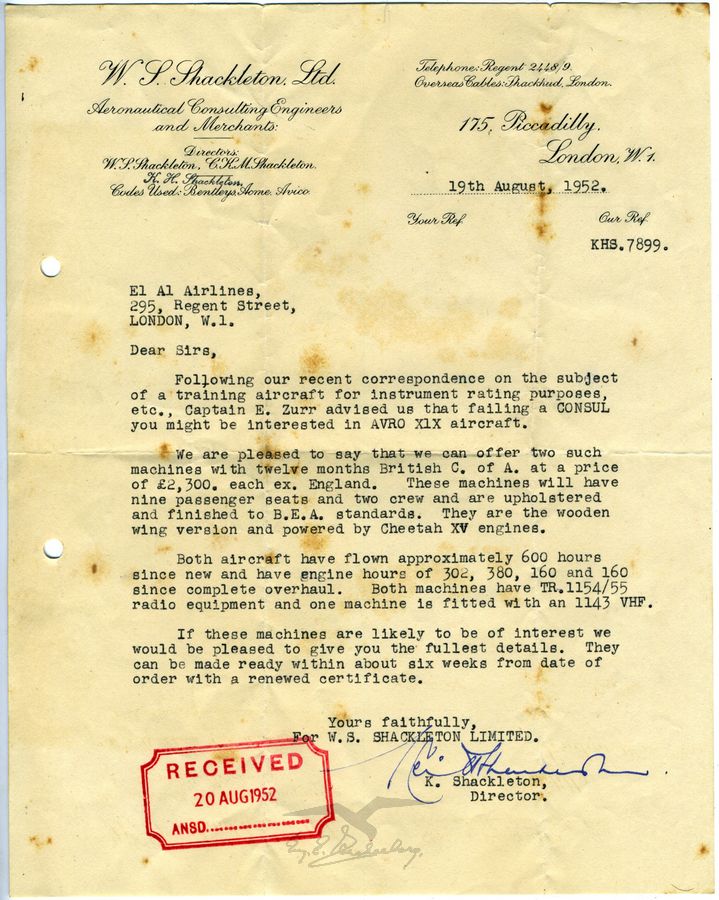 W. S. Shackleton, Ltd.
Aeronautical Consulting Engineers
and Merchants:
Directors:
W.S. Shackleton, C.K.M. Shackleton.
K. H. Shackleton.
Codes Used: Bentleys, Acme, Avico.
Telephone: Regent 2448/9.
Overseas Cables: Shackhud, London.
175, Piccadilly,
London, W.1.
19th August, 1952.
Your Ref.
Our Ref.
KHS.7899.
El Al Airlines,
295, Regent Street,
LONDON, W.1.
Dear Sirs,
Following our recent correspondence on the subject
of a training aircraft for instrument rating purposes,
etc., Captain E. Zurr advised us that failing a CONSUL
you might be interested in AVRO X1X aircraft.
We are pleased to say that we can offer two such
machines with twelve months British C. of A. at a price
of £2,300. each ex. England. These machines will have
nine passenger seats and two crew and are upholstered
and finished to B.E.A. standards. They are the wooden
wing version and powered by Cheetah XV engines.
Both aircraft have flown approximately 600 hours
since new and have engine hours of 302, 380, 160 and 160
since complete overhaul. Both machines have TR.1154/55
radio equipment and one machine is fitted with an 1143 VHF.
If these machines are likely to be of interest we
would be pleased to give you the fullest details. They
can be made ready within about six weeks from date of
order with a renewed certificate.
Yours faithfully,
For W.S. SHACKLETON LIMITED.
K. Shackleton,
Director.
RECEIVED
20 AUG 1952
ANSD.